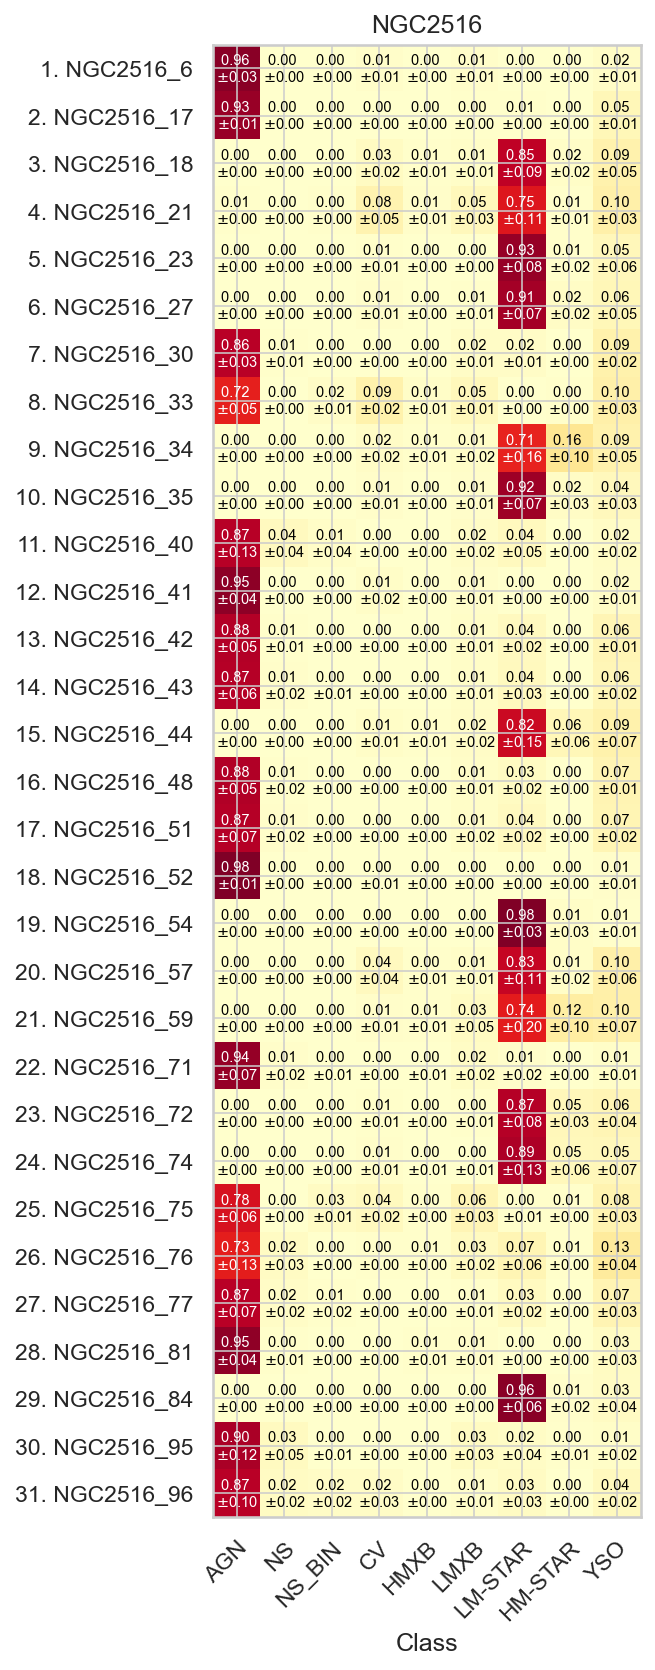 NGC2516
1. NGC2516_6 0.96 0.00 0.00 0.01 0.00 0.01 0.00 0.00 0.02
±0.03 ±0.00 ±0.00 ±0.01 ±0.00 ±0.01 ±0.00 ±0.00 ±0.01
2. NGC2516_17 0.93 0.00 0.00 0.00 0.00 0.00 0.01 0.00 0.05
±0.01 ±0.00 ±0.00 ±0.00 ±0.00 ±0.00 ±0.00 ±0.00 ±0.01
3. NGC2516_18 0.00 0.00 0.00 0.03 0.01 0.01 0.85 0.02 0.09
±0.00 ±0.00 ±0.00 ±0.02 ±0.01 ±0.01 ±0.09 ±0.02 ±0.05
4. NGC2516_21 0.01 0.00 0.00 0.08 0.01 0.05 0.75 0.01 0.10
±0.00 ±0.00 ±0.00 ±0.05 ±0.01 ±0.03 ±0.11 ±0.01 ±0.03
5. NGC2516_23 0.00 0.00 0.00 0.01 0.00 0.00 0.93 0.01 0.05
±0.00 ±0.00 ±0.00 ±0.01 ±0.00 ±0.00 ±0.08 ±0.02 ±0.06
6. NGC2516_27 0.00 0.00 0.00 0.01 0.00 0.01 0.91 0.02 0.06
±0.00 ±0.00 ±0.00 ±0.01 ±0.00 ±0.01 ±0.07 ±0.02 ±0.05
7. NGC2516_30 0.86 0.01 0.00 0.00 0.00 0.02 0.02 0.00 0.09
±0.03 ±0.01 ±0.00 ±0.00 ±0.00 ±0.01 ±0.01 ±0.00 ±0.02
8. NGC2516_33 0.72 0.00 0.02 0.09 0.01 0.05 0.00 0.00 0.10
±0.05 ±0.00 ±0.01 ±0.02 ±0.01 ±0.01 ±0.00 ±0.00 ±0.03
9. NGC2516_34 0.00 0.00 0.00 0.02 0.01 0.01 0.71 0.16 0.09
±0.00 ±0.00 ±0.00 ±0.02 ±0.01 ±0.02 ±0.16 ±0.10 ±0.05
10. NGC2516_35 0.00 0.00 0.00 0.01 0.00 0.01 0.92 0.02 0.04
±0.00 ±0.00 ±0.00 ±0.01 ±0.01 ±0.01 ±0.07 ±0.03 ±0.03
11. NGC2516_40 0.87 0.04 0.01 0.00 0.00 0.02 0.04 0.00 0.02
±0.13 ±0.04 ±0.04 ±0.00 ±0.00 ±0.02 ±0.05 ±0.00 ±0.02
12. NGC2516_41 0.95 0.00 0.00 0.01 0.00 0.01 0.00 0.00 0.02
±0.04 ±0.00 ±0.00 ±0.02 ±0.00 ±0.01 ±0.00 ±0.00 ±0.01
13. NGC2516_42 0.88 0.01 0.00 0.00 0.00 0.01 0.04 0.00 0.06
±0.05 ±0.01 ±0.00 ±0.00 ±0.00 ±0.01 ±0.02 ±0.00 ±0.01
14. NGC2516_43 0.87 0.02 0.00 0.00 0.00 0.01 0.04 0.00 0.06
±0.06 ±0.02 ±0.01 ±0.00 ±0.00 ±0.01 ±0.03 ±0.00 ±0.02
15. NGC2516_44 0.00 0.00 0.00 0.01 0.01 0.02 0.82 0.06 0.09
±0.00 ±0.00 ±0.00 ±0.01 ±0.01 ±0.02 ±0.15 ±0.06 ±0.07
16. NGC2516_48 0.88 0.01 0.00 0.00 0.00 0.01 0.03 0.00 0.07
±0.05 ±0.02 ±0.00 ±0.00 ±0.00 ±0.01 ±0.02 ±0.00 ±0.01
17. NGC2516_51 0.87 0.01 0.00 0.00 0.00 0.01 0.04 0.00 0.07
±0.07 ±0.02 ±0.00 ±0.00 ±0.00 ±0.02 ±0.02 ±0.00 ±0.02
18. NGC2516_52 0.98 0.00 0.00 0.00 0.00 0.00 0.00 0.00 0.01
±0.01 ±0.00 ±0.00 ±0.01 ±0.00 ±0.00 ±0.00 ±0.00 ±0.01
19. NGC2516_54 0.00 0.00 0.00 0.00 0.00 0.00 0.98 0.01 0.01
±0.00 ±0.00 ±0.00 ±0.00 ±0.00 ±0.00 ±0.03 ±0.03 ±0.01
20. NGC2516_57 0.00 0.00 0.00 0.04 0.01 0.01 0.83 0.01 0.10
±0.00 ±0.00 ±0.00 ±0.04 ±0.01 ±0.01 ±0.11 ±0.02 ±0.06
21. NGC2516_59 0.00 0.00 0.00 0.01 0.01 0.03 0.74 0.12 0.10
±0.00 ±0.00 ±0.00 ±0.01 ±0.01 ±0.05 ±0.20 ±0.10 ±0.07
22. NGC2516_71 0.94 0.01 0.00 0.00 0.00 0.02 0.01 0.00 0.01
±0.07 ±0.02 ±0.01 ±0.00 ±0.01 ±0.02 ±0.02 ±0.00 ±0.01
23. NGC2516_72 0.00 0.00 0.00 0.01 0.00 0.00 0.87 0.05 0.06
±0.00 ±0.00 ±0.00 ±0.01 ±0.00 ±0.01 ±0.08 ±0.03 ±0.04
24. NGC2516_74 0.00 0.00 0.00 0.01 0.00 0.01 0.89 0.05 0.05
±0.00 ±0.00 ±0.00 ±0.01 ±0.01 ±0.01 ±0.13 ±0.06 ±0.07
25. NGC2516_75 0.78 0.00 0.03 0.04 0.00 0.06 0.00 0.01 0.08
±0.06 ±0.00 ±0.01 ±0.02 ±0.00 ±0.03 ±0.01 ±0.00 ±0.03
26. NGC2516_76 0.73 0.02 0.00 0.00 0.01 0.03 0.07 0.01 0.13
±0.13 ±0.03 ±0.00 ±0.00 ±0.00 ±0.02 ±0.06 ±0.00 ±0.04
27. NGC2516_77 0.87 0.02 0.01 0.00 0.00 0.01 0.03 0.00 0.07
±0.07 ±0.02 ±0.02 ±0.00 ±0.00 ±0.01 ±0.02 ±0.00 ±0.03
28. NGC2516_81 0.95 0.00 0.00 0.00 0.01 0.01 0.00 0.00 0.03
±0.04 ±0.01 ±0.00 ±0.00 ±0.01 ±0.01 ±0.00 ±0.00 ±0.03
29. NGC2516_84 0.00 0.00 0.00 0.00 0.00 0.00 0.96 0.01 0.03
±0.00 ±0.00 ±0.00 ±0.01 ±0.00 ±0.00 ±0.06 ±0.02 ±0.04
30. NGC2516_95 0.90 0.03 0.00 0.00 0.00 0.03 0.02 0.00 0.01
±0.12 ±0.05 ±0.01 ±0.00 ±0.00 ±0.03 ±0.04 ±0.01 ±0.02
31. NGC2516_96 0.87 0.02 0.02 0.02 0.00 0.01 0.03 0.00 0.04
±0.10 ±0.02 ±0.02 ±0.03 ±0.00 ±0.01 ±0.03 ±0.00 ±0.02
AGN NS NS_BIN CV HMXB LMXB LM-STAR HM-STAR YSO
Class